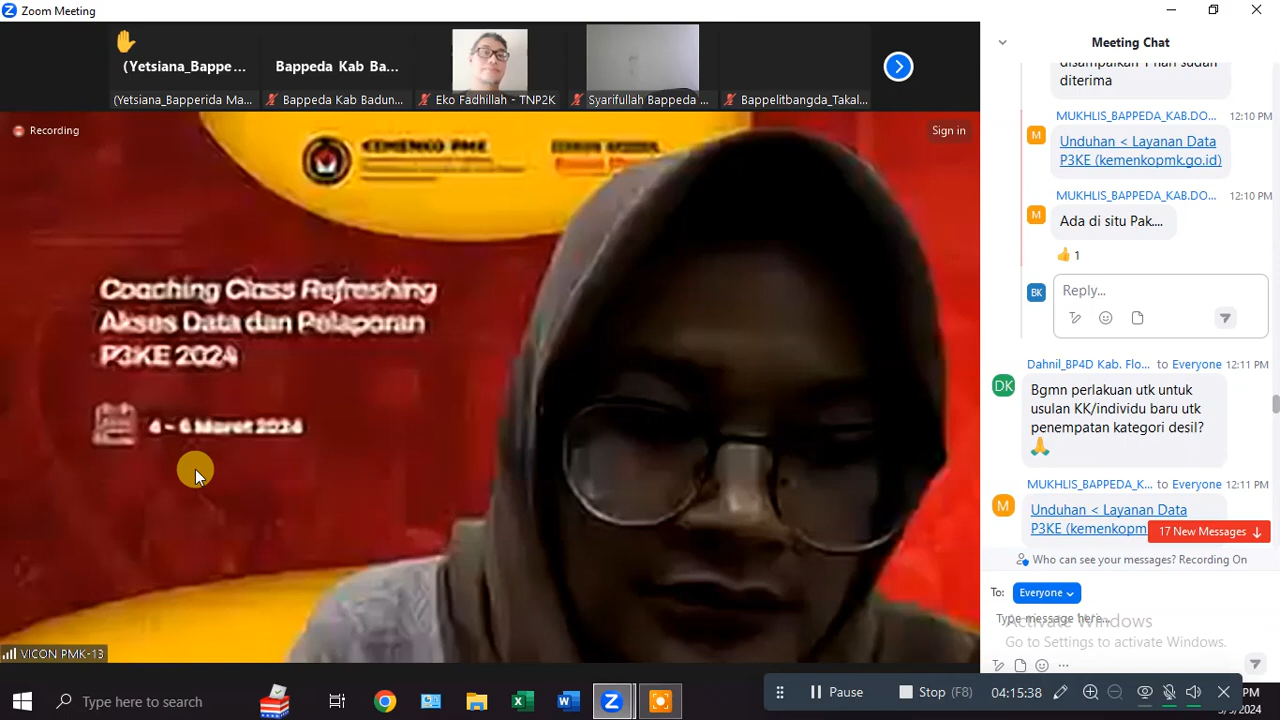 Zoom Meeting
(Yetsiana_Bappe...
Bappeda Kab Ba...
(Yetsiana_Bapperida Ma...
Bappeda Kab Badun...
Eko Fadhillah - TNP2K
Syarifullah Bappeda ...
Bappelitbangda_Takal...
Recording
Sign in
KEMENKO PMK
Coaching Class Refreshing
Akses Data dan Pelaporan
P3KE 2024
4 - 6 Maret 2024
VICON PMK-13
Meeting Chat
diterima
MUKHLIS_BAPPEDA_KAB.DO... 12:10 PM
M
Unduhan < Layanan Data
P3KE (kemenkopmk.go.id)
MUKHLIS_BAPPEDA_KAB.DO... 12:10 PM
M
Ada di situ Pak....
1
BK
Reply...
Dahnil_BP4D Kab. Flo... to Everyone 12:11 PM
DK
Bgmn perlakuan utk untuk
usulan KK/individu baru utk
penempatan kategori desil?
MUKHLIS_BAPPEDA_K... to Everyone 12:11 PM
M
Unduhan < Layanan Data
P3KE (kemenkopm
17 New Messages
Who can see your messages? Recording On
To: Everyone
Type message here...
Activate Windows
Go to Settings to activate Windows.
Type here to search
Pause
Stop (F8)
04:15:38
PM